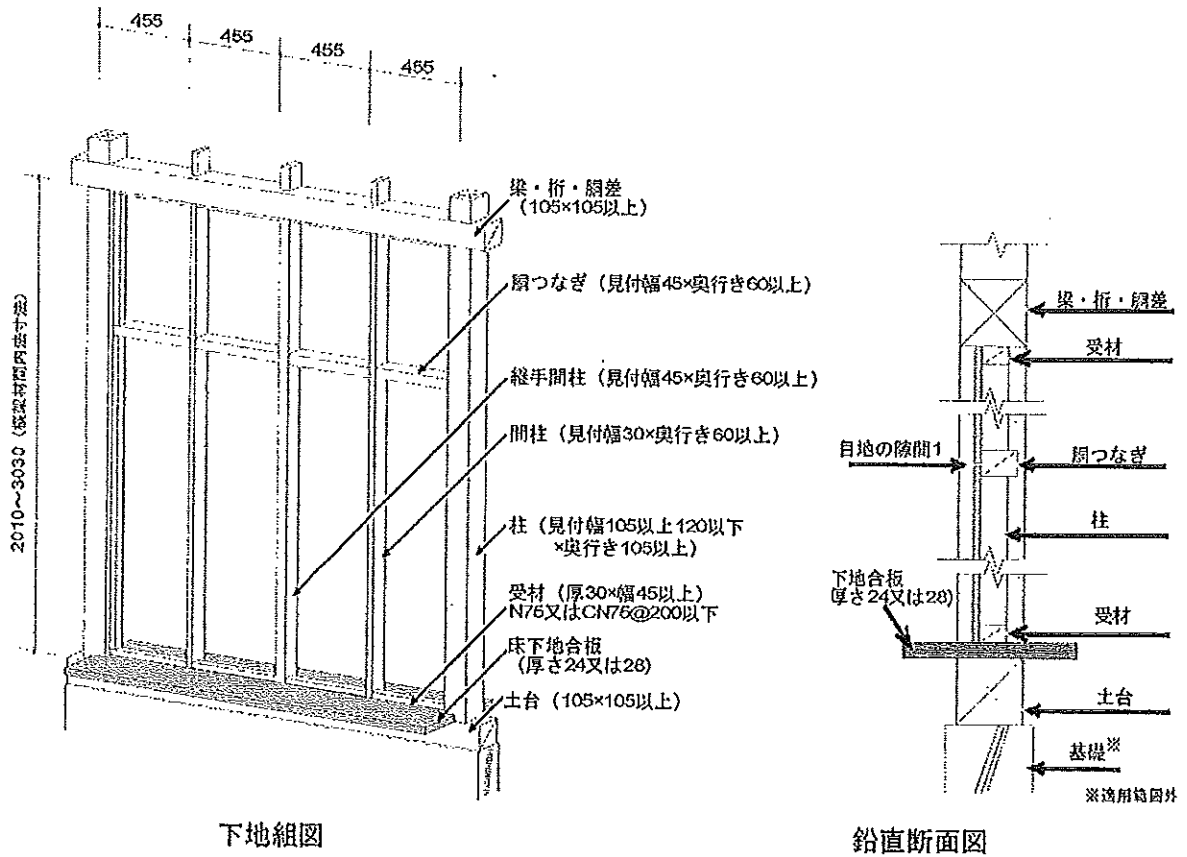 455
455
455
455
梁・桁・胴差
(105×105以上)
胴つなぎ (見付幅45×奥行き60以上)
継手間柱 (見付幅45×奥行き60以上)
間柱 (見付幅30×奥行き60以上)
柱 (見付幅105以上120以下
×奥行き105以上)
受材 (厚30×幅45以上)
N75又はCN75@200以下
床下地合板
(厚さ24又は28)
土台 (105×105以上)
2010～3030 (横架材間内法寸法)
下地組図
梁・桁・胴差
受材
目地の隙間1
胴つなぎ
柱
下地合板
厚さ24又は28)
受材
土台
基礎※
※適用範囲外
鉛直断面図